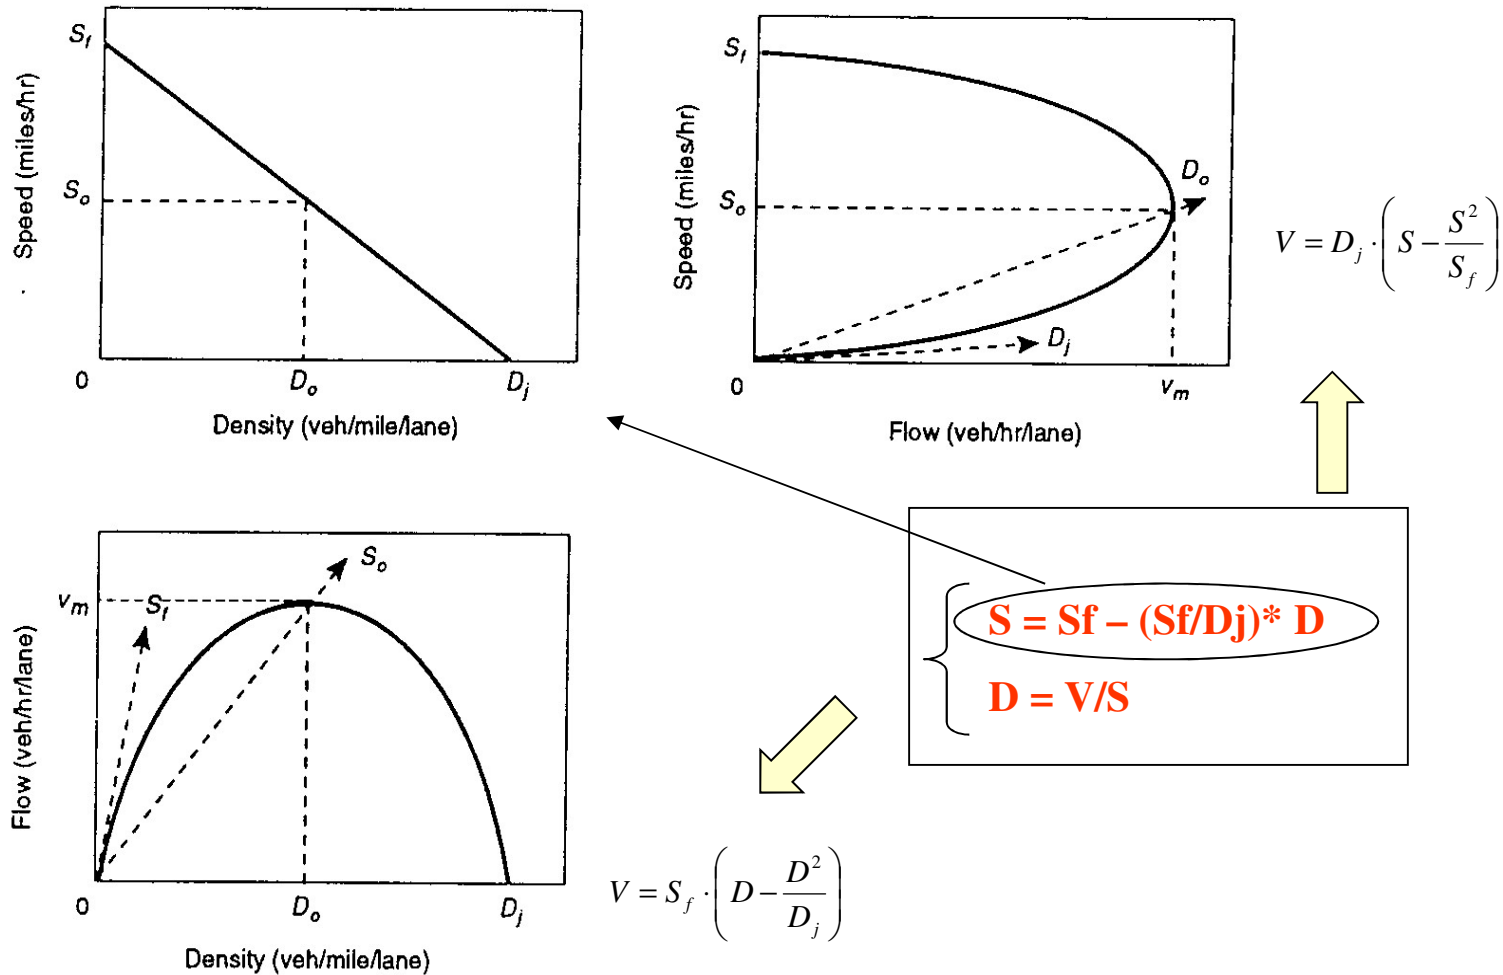 S_f
Speed (miles/hr)
S_o
0
D_o
D_j
Density (veh/mile/lane)
S_f
Speed (miles/hr)
S_o
D_o
D_j
0
v_m
Flow (veh/hr/lane)
V = D_j · (S − S²/S_f)
v_m
S_f
S_o
Flow (veh/hr/lane)
0
D_o
D_j
Density (veh/mile/lane)
S = Sf – (Sf/Dj)* D
D = V/S
V = S_f · (D − D²/D_j)